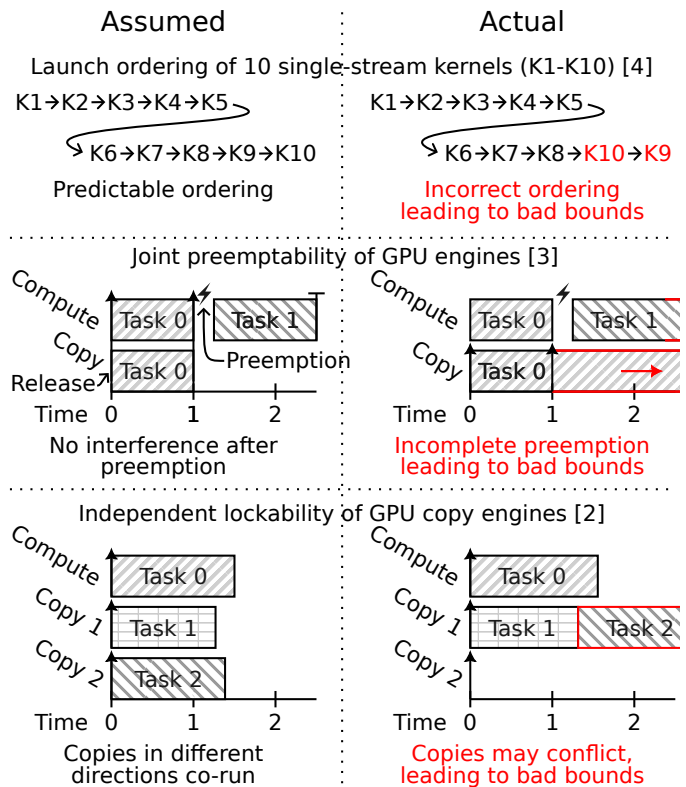 Assumed
Actual
Launch ordering of 10 single-stream kernels (K1-K10) [4]
K1→K2→K3→K4→K5
K6→K7→K8→K9→K10
Predictable ordering
K1→K2→K3→K4→K5
K6→K7→K8→K10→K9
Incorrect ordering
leading to bad bounds
Joint preemptability of GPU engines [3]
Compute
Task 0
Task 1
Copy
Task 0
Preemption
Release
Time 0 1 2
No interference after
preemption
Compute
Task 0
Task 1
Copy
Task 0
Time 0 1 2
Incomplete preemption
leading to bad bounds
Independent lockability of GPU copy engines [2]
Compute
Task 0
Copy 1
Task 1
Copy 2
Task 2
Time 0 1 2
Copies in different
directions co-run
Compute
Task 0
Copy 1
Task 1
Task 2
Copy 2
Time 0 1 2
Copies may conflict,
leading to bad bounds